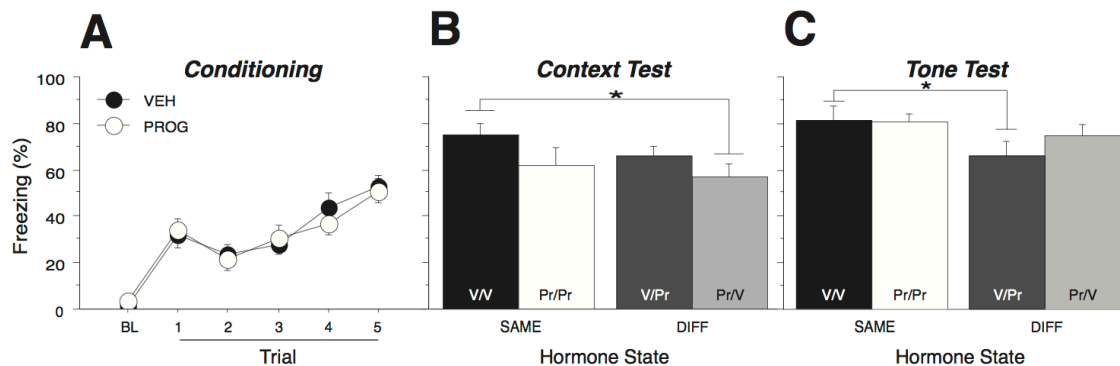 A
B
C
Conditioning
Context Test
Tone Test
Freezing (%)
100
80
60
40
20
0
VEH
PROG
*
*
V/V
Pr/Pr
V/Pr
Pr/V
V/V
Pr/Pr
V/Pr
Pr/V
BL
1
2
3
4
5
SAME
DIFF
SAME
DIFF
Trial
Hormone State
Hormone State